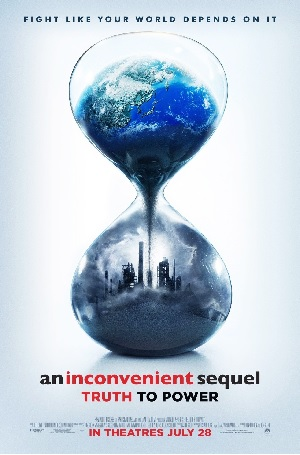 FIGHT LIKE YOUR WORLD DEPENDS ON IT
an inconvenient sequel
TRUTH TO POWER
IN THEATRES JULY 28